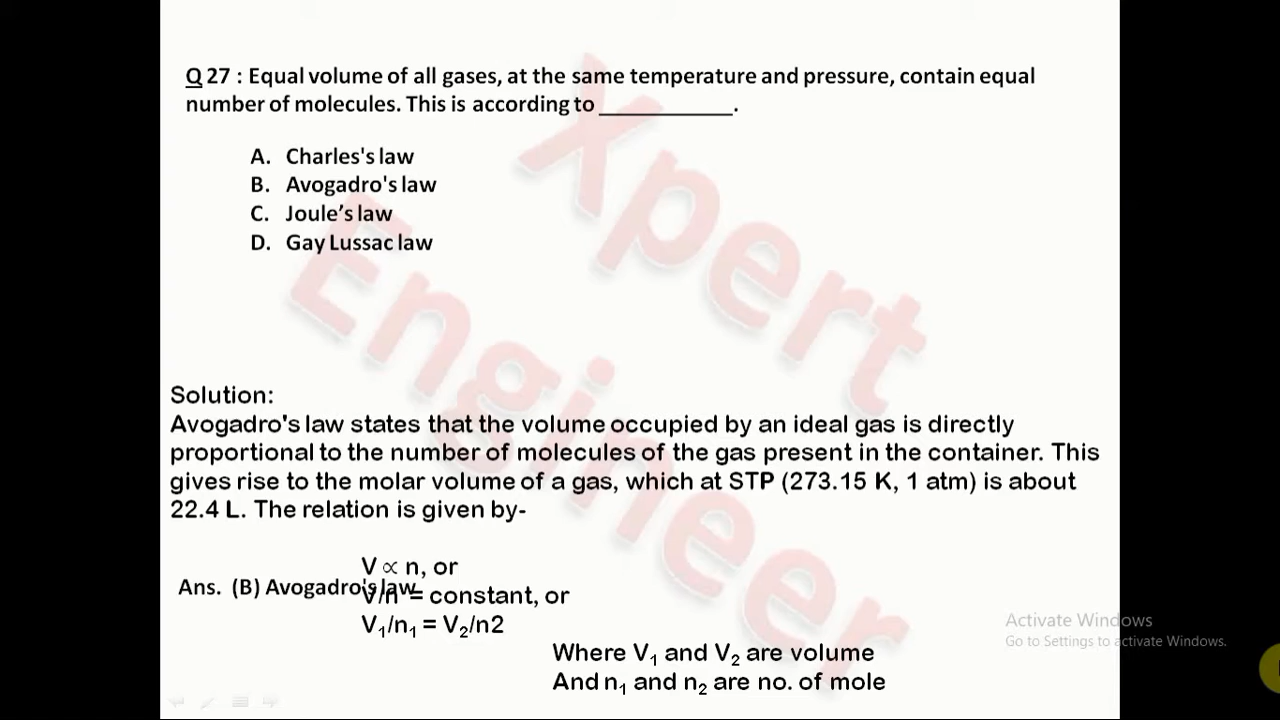 Q 27 : Equal volume of all gases, at the same temperature and pressure, contain equal
number of molecules. This is according to ____________.
A. Charles's law
B. Avogadro's law
C. Joule’s law
D. Gay Lussac law
Xpert
Engineer
Solution:
Avogadro's law states that the volume occupied by an ideal gas is directly
proportional to the number of molecules of the gas present in the container. This
gives rise to the molar volume of a gas, which at STP (273.15 K, 1 atm) is about
22.4 L. The relation is given by-
V ∝ n, or
Ans. (B) Avogadro's law
V/n = constant, or
V₁/n₁ = V₂/n2
Where V₁ and V₂ are volume
And n₁ and n₂ are no. of mole
Activate Windows
Go to Settings to activate Windows.